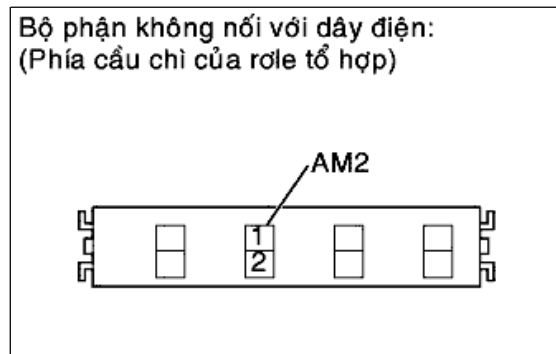 Bộ phận không nối với dây điện:
(Phía cầu chì của rơle tổ hợp)
AM2
1
2